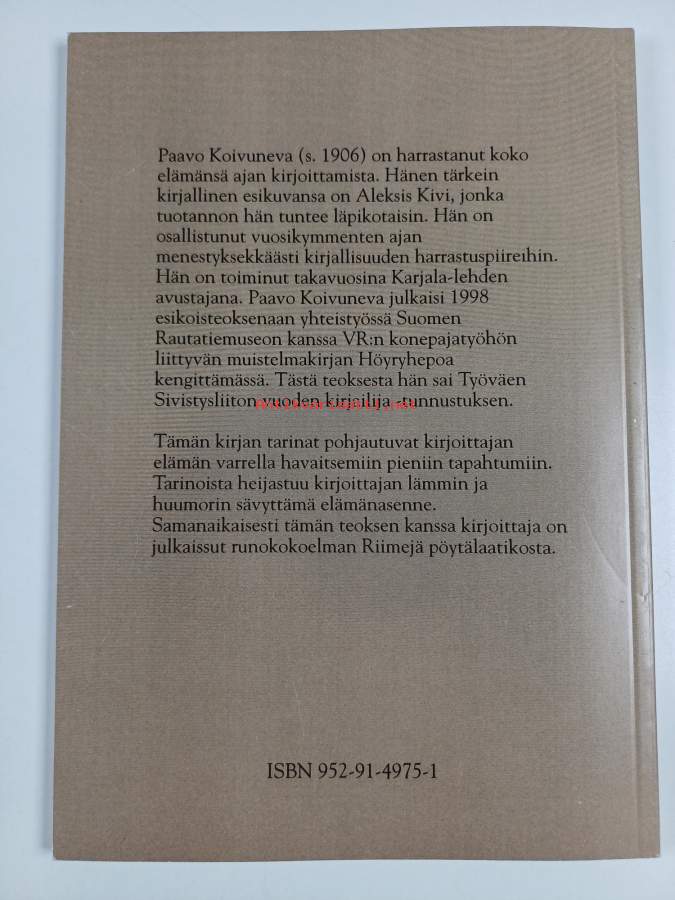 Paavo Koivuneva (s. 1906) on harrastanut koko
elämänsä ajan kirjoittamista. Hänen tärkein
kirjallinen esikuvansa on Aleksis Kivi, jonka
tuotannon hän tuntee läpikotaisin. Hän on
osallistunut vuosikymmenten ajan
menestyksekkäästi kirjallisuuden harrastuspiireihin.
Hän on toiminut takavuosina Karjala-lehden
avustajana. Paavo Koivuneva julkaisi 1998
esikoisteoksenaan yhteistyössä Suomen
Rautatiemuseon kanssa VR:n konepajatyöhön
liittyvän muistelmakirjan Höyryhepoa
kengittämässä. Tästä teoksesta hän sai Työväen
Sivistysliiton vuoden kirjailija -tunnustuksen.
Tämän kirjan tarinat pohjautuvat kirjoittajan
elämän varrella havaitsemiin pieniin tapahtumiin.
Tarinoista heijastuu kirjoittajan lämmin ja
huumorin sävyttämä elämänasenne.
Samanaikaisesti tämän teoksen kanssa kirjoittaja on
julkaissut runokokoelman Riimejä pöytälaatikosta.
ISBN 952-91-4975-1